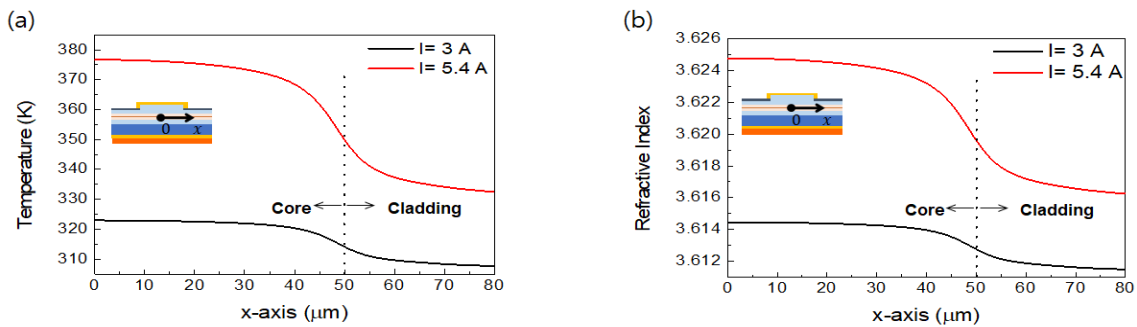 (a)
Temperature (K)
380
370
360
350
340
330
320
310
I= 3 A
I= 5.4 A
0 x
Core
Cladding
0 10 20 30 40 50 60 70 80
x-axis (μm)
(b)
Refractive Index
3.626
3.624
3.622
3.620
3.618
3.616
3.614
3.612
I= 3 A
I= 5.4 A
0 x
Core
Cladding
0 10 20 30 40 50 60 70 80
x-axis (μm)